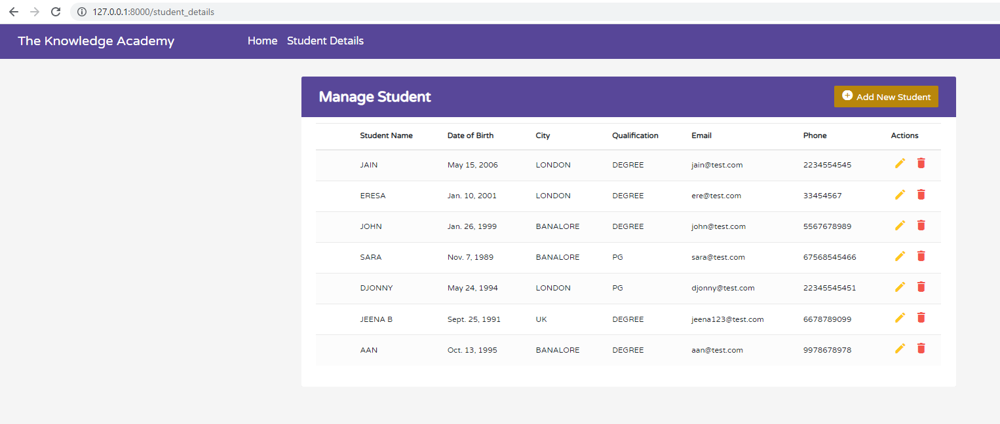 127.0.0.1:8000/student_details
The Knowledge Academy Home Student Details
Manage Student Add New Student
Student Name Date of Birth City Qualification Email Phone Actions
JAIN May 15, 2006 LONDON DEGREE jain@test.com 2234554545
ERESA Jan. 10, 2001 LONDON DEGREE ere@test.com 33454567
JOHN Jan. 26, 1999 BANALORE DEGREE john@test.com 5567678989
SARA Nov. 7, 1989 BANALORE PG sara@test.com 67568545466
DJONNY May 24, 1994 LONDON PG djonny@test.com 22345545451
JEENA B Sept. 25, 1991 UK DEGREE jeena123@test.com 6678789099
AAN Oct. 13, 1995 BANALORE DEGREE aan@test.com 9978678978